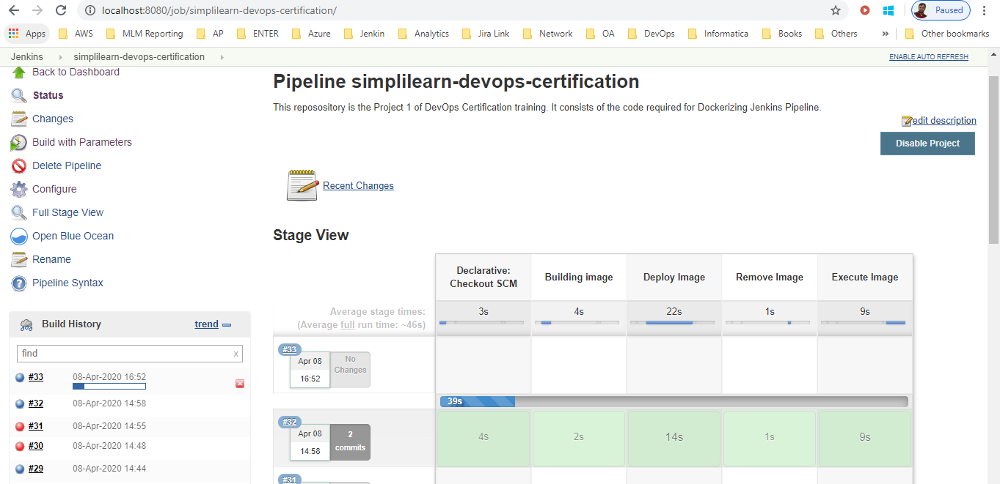 localhost:8080/job/simplilearn-devops-certification/
Paused
Apps AWS MLM Reporting AP ENTER Azure Jenkin Analytics Jira Link Network OA DevOps Informatica Books Others » Other bookmarks
Jenkins simplilearn-devops-certification ENABLE AUTO REFRESH
Back to Dashboard
Status
Changes
Build with Parameters
Delete Pipeline
Configure
Full Stage View
Open Blue Ocean
Rename
Pipeline Syntax
Build History trend
find x
#33 08-Apr-2020 16:52
#32 08-Apr-2020 14:58
#31 08-Apr-2020 14:55
#30 08-Apr-2020 14:48
#29 08-Apr-2020 14:44
Pipeline simplilearn-devops-certification
This reposository is the Project 1 of DevOps Certification training. It consists of the code required for Dockerizing Jenkins Pipeline.
edit description
Disable Project
Recent Changes
Stage View
Declarative:
Checkout SCM
Building image
Deploy Image
Remove Image
Execute Image
Average stage times:
(Average full run time: ~46s)
3s 4s 22s 1s 9s
#33
Apr 08
16:52
No
Changes
39s
#32
Apr 08
14:58
2
commits
4s 2s 14s 1s 9s
#31